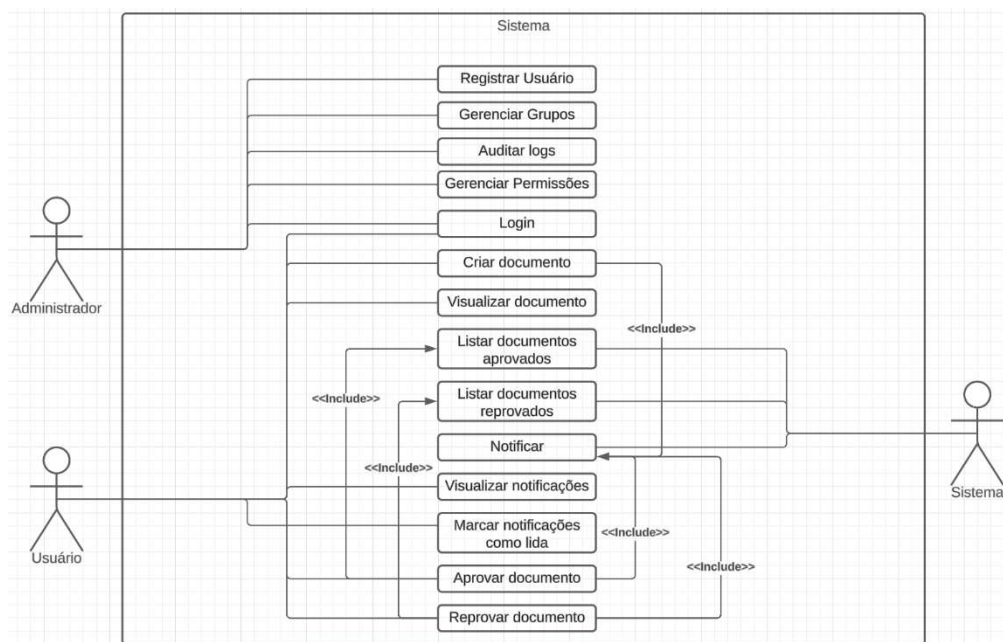 Sistema
Registrar Usuário
Gerenciar Grupos
Auditar logs
Gerenciar Permissões
Login
Criar documento
Administrador
Visualizar documento
<<Include>>
Listar documentos
aprovados
<<Include>>
Listar documentos
reprovados
Notificar
<<Include>>
Visualizar notificações
Sistema
Marcar notificações
como lida
<<Include>>
Usuário
<<Include>>
Aprovar documento
Reprovar documento